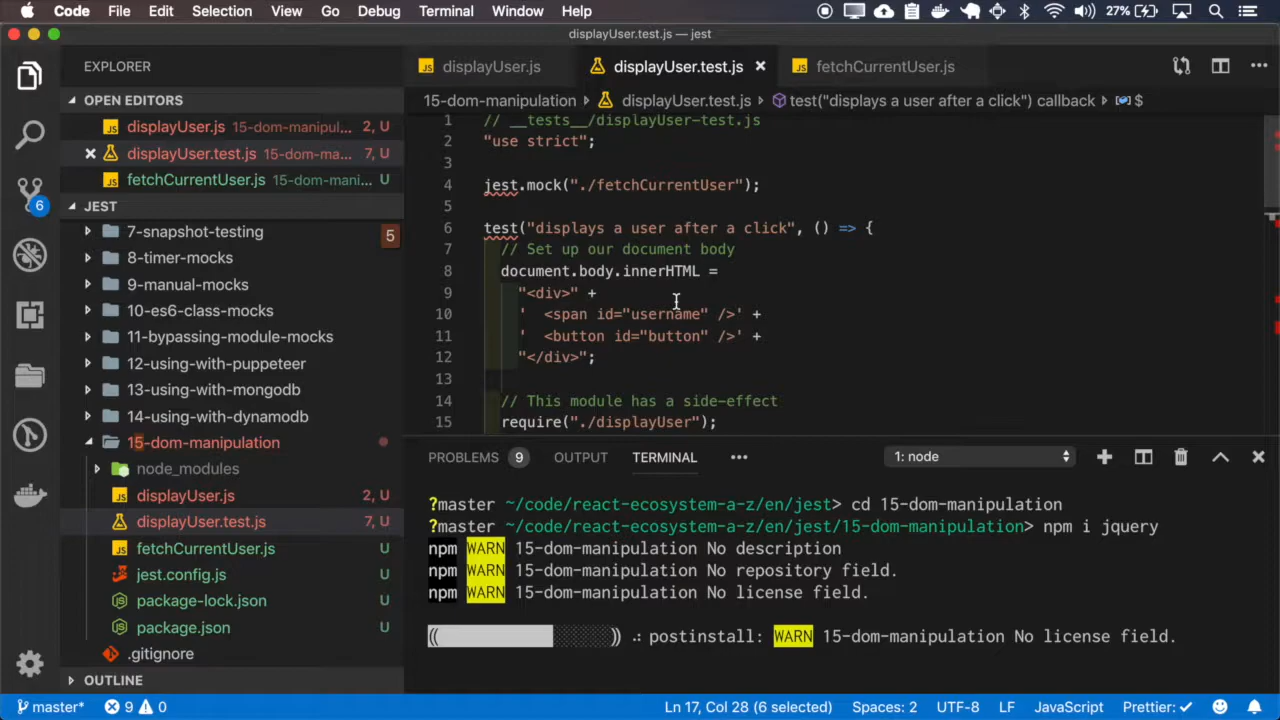 Code File Edit Selection View Go Debug Terminal Window Help 27%
displayUser.test.js — jest
EXPLORER
displayUser.js
displayUser.test.js
fetchCurrentUser.js
15-dom-manipulation > displayUser.test.js > test("displays a user after a click") callback > $
OPEN EDITORS
displayUser.js 15-dom-manipul... 2, U
displayUser.test.js 15-dom-ma... 7, U
fetchCurrentUser.js 15-dom-mani... U
JEST
7-snapshot-testing 5
8-timer-mocks
9-manual-mocks
10-es6-class-mocks
11-bypassing-module-mocks
12-using-with-puppeteer
13-using-with-mongodb
14-using-with-dynamodb
15-dom-manipulation
node_modules
displayUser.js 2, U
displayUser.test.js 7, U
fetchCurrentUser.js U
jest.config.js U
package-lock.json U
package.json U
.gitignore
OUTLINE
6
1 // __tests__/displayUser-test.js
2 "use strict";
3
4 jest.mock("./fetchCurrentUser");
5
6 test("displays a user after a click", () => {
7 // Set up our document body
8 document.body.innerHTML =
9 "<div>" +
10 ' <span id="username" />' +
11 ' <button id="button" />' +
12 "</div>";
13
14 // This module has a side-effect
15 require("./displayUser");
PROBLEMS 9 OUTPUT TERMINAL ••• 1: node
?master ~/code/react-ecosystem-a-z/en/jest> cd 15-dom-manipulation
?master ~/code/react-ecosystem-a-z/en/jest/15-dom-manipulation> npm i jquery
npm WARN 15-dom-manipulation No description
npm WARN 15-dom-manipulation No repository field.
npm WARN 15-dom-manipulation No license field.
postinstall: WARN 15-dom-manipulation No license field.
master* 9 0 Ln 17, Col 28 (6 selected) Spaces: 2 UTF-8 LF JavaScript Prettier: ✓